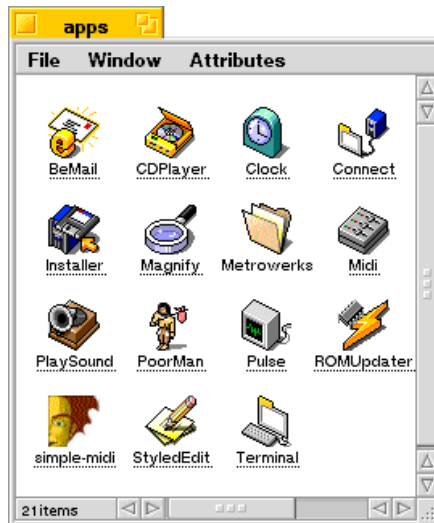 apps
File Window Attributes
BeMail CDPlayer Clock Connect
Installer Magnify Metrowerks Midi
PlaySound PoorMan Pulse ROMUpdater
simple-midi StyledEdit Terminal
21items